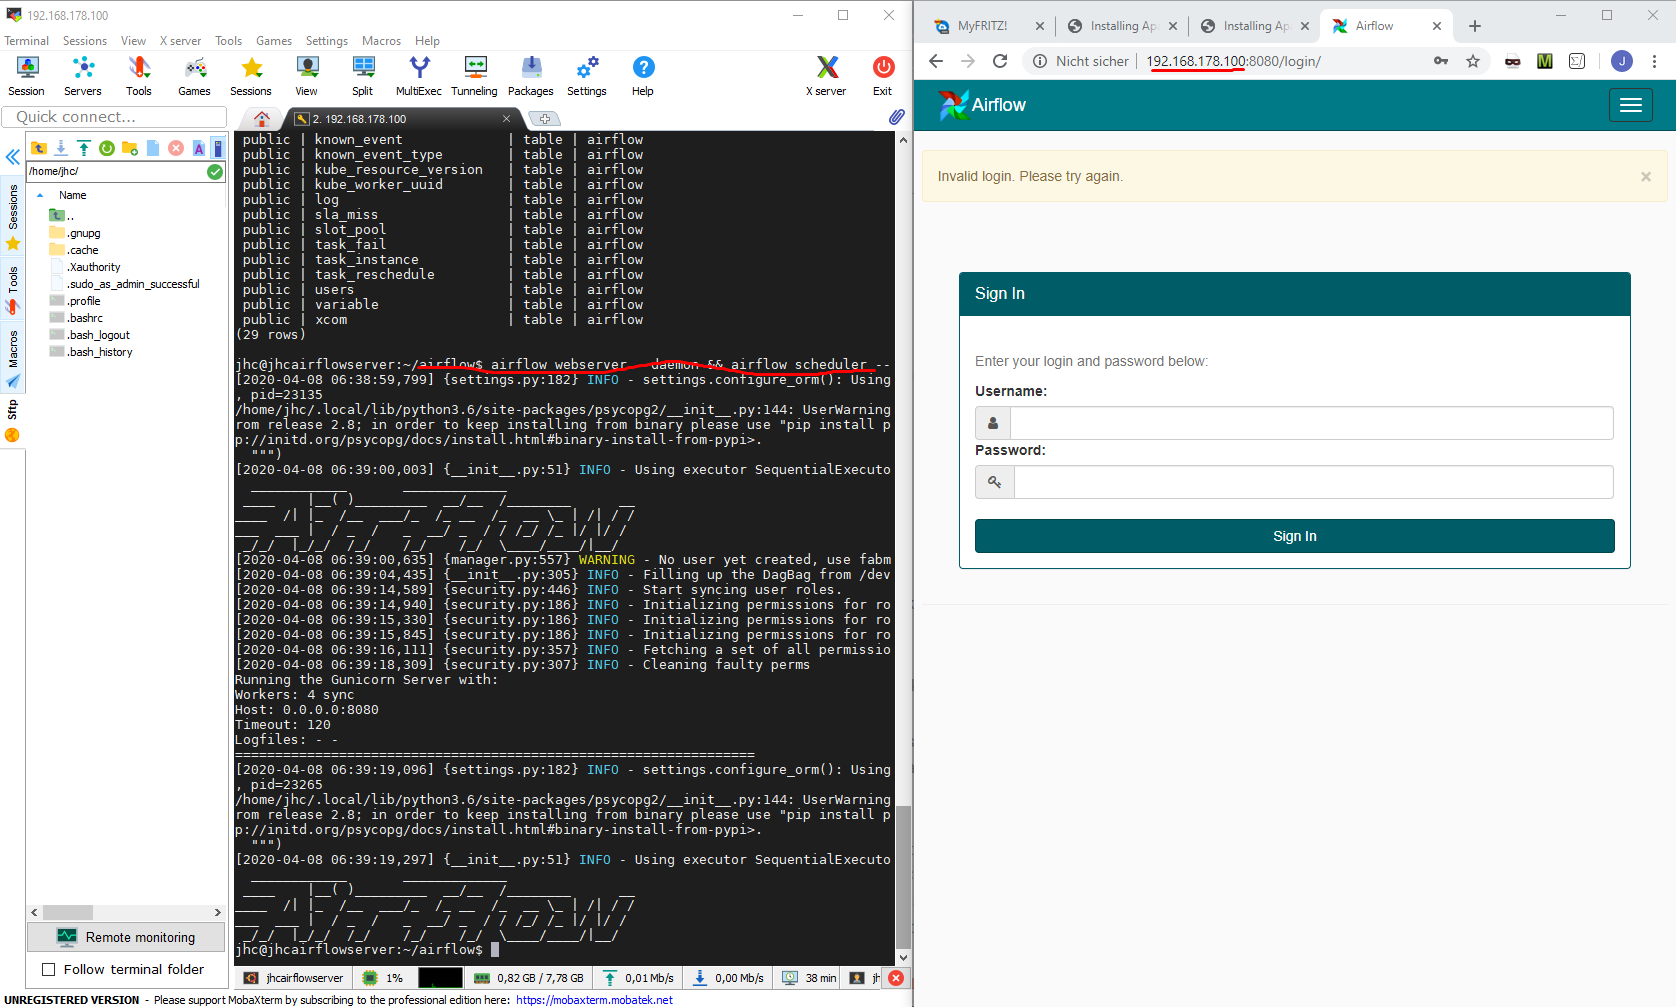 192.168.178.100
Terminal Sessions View X server Tools Games Settings Macros Help
Session Servers Tools Games Sessions View Split MultiExec Tunneling Packages Settings Help X server Exit
Quick connect...
2. 192.168.178.100
/home/jhc/
Name
..
.gnupg
.cache
.Xauthority
.sudo_as_admin_successful
.profile
.bashrc
.bash_logout
.bash_history
Sessions
Tools
Macros
Sftp
Remote monitoring
Follow terminal folder
public | known_event | table | airflow
public | known_event_type | table | airflow
public | kube_resource_version | table | airflow
public | kube_worker_uuid | table | airflow
public | log | table | airflow
public | sla_miss | table | airflow
public | slot_pool | table | airflow
public | task_fail | table | airflow
public | task_instance | table | airflow
public | task_reschedule | table | airflow
public | users | table | airflow
public | variable | table | airflow
public | xcom | table | airflow
(29 rows)
jhc@jhcairflowserver:~/airflow$ airflow webserver --daemon && airflow scheduler --
[2020-04-08 06:38:59,799] {settings.py:182} INFO - settings.configure_orm(): Using
, pid=23135
/home/jhc/.local/lib/python3.6/site-packages/psycopg2/__init__.py:144: UserWarning
rom release 2.8; in order to keep installing from binary please use "pip install p
p://initd.org/psycopg/docs/install.html#binary-install-from-pypi>.
""")
[2020-04-08 06:39:00,003] {__init__.py:51} INFO - Using executor SequentialExecuto
[2020-04-08 06:39:00,635] {manager.py:557} WARNING - No user yet created, use fabm
[2020-04-08 06:39:04,435] {__init__.py:305} INFO - Filling up the DagBag from /dev
[2020-04-08 06:39:14,589] {security.py:446} INFO - Start syncing user roles.
[2020-04-08 06:39:14,940] {security.py:186} INFO - Initializing permissions for ro
[2020-04-08 06:39:15,330] {security.py:186} INFO - Initializing permissions for ro
[2020-04-08 06:39:15,845] {security.py:186} INFO - Initializing permissions for ro
[2020-04-08 06:39:16,111] {security.py:357} INFO - Fetching a set of all permissio
[2020-04-08 06:39:18,309] {security.py:307} INFO - Cleaning faulty perms
Running the Gunicorn Server with:
Workers: 4 sync
Host: 0.0.0.0:8080
Timeout: 120
Logfiles: - -
=================================================================
[2020-04-08 06:39:19,096] {settings.py:182} INFO - settings.configure_orm(): Using
, pid=23265
/home/jhc/.local/lib/python3.6/site-packages/psycopg2/__init__.py:144: UserWarning
rom release 2.8; in order to keep installing from binary please use "pip install p
p://initd.org/psycopg/docs/install.html#binary-install-from-pypi>.
""")
[2020-04-08 06:39:19,297] {__init__.py:51} INFO - Using executor SequentialExecuto
jhc@jhcairflowserver:~/airflow$
jhcairflowserver 1% 0,82 GB / 7,78 GB 0,01 Mb/s 0,00 Mb/s 38 min jh
UNREGISTERED VERSION - Please support MobaXterm by subscribing to the professional edition here: https://mobaxterm.mobatek.net
MyFRITZ! Installing Ap Installing Ap Airflow
Nicht sicher 192.168.178.100:8080/login/ J
Airflow
Invalid login. Please try again. ×
Sign In
Enter your login and password below:
Username:
Password:
Sign In